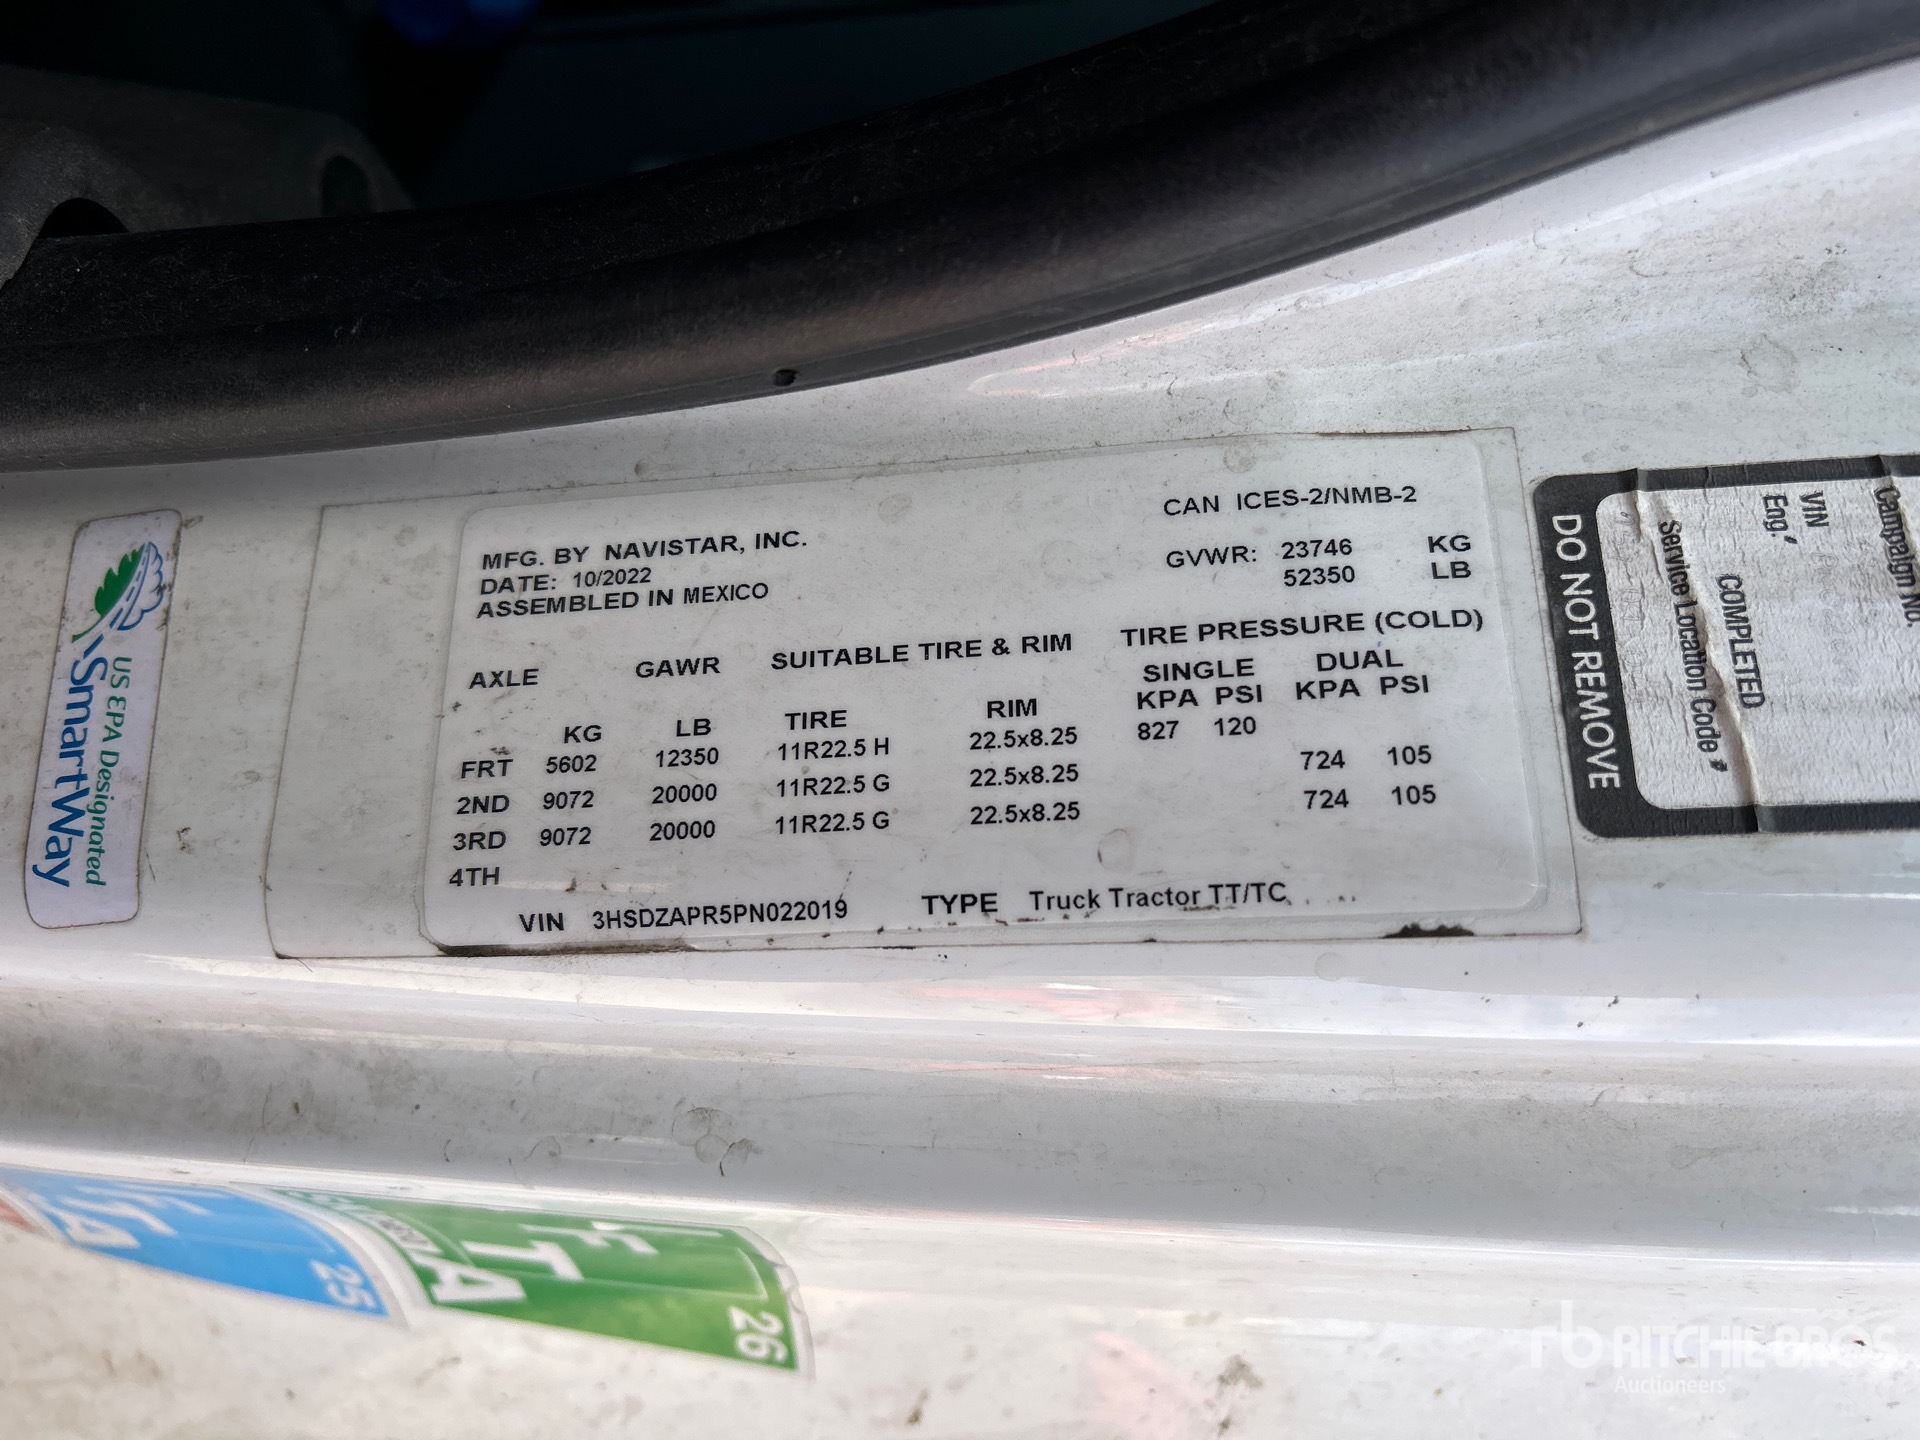 US EPA Designated
SmartWay
MFG. BY NAVISTAR, INC.
DATE: 10/2022
ASSEMBLED IN MEXICO
CAN ICES-2/NMB-2
GVWR: 23746 KG
52350 LB
AXLE GAWR SUITABLE TIRE & RIM TIRE PRESSURE (COLD)
SINGLE DUAL
KG LB TIRE RIM KPA PSI KPA PSI
FRT 5602 12350 11R22.5 H 22.5x8.25 827 120
2ND 9072 20000 11R22.5 G 22.5x8.25 724 105
3RD 9072 20000 11R22.5 G 22.5x8.25 724 105
4TH
VIN 3HSDZAPR5PN022019 TYPE Truck Tractor TT/TC
DO NOT REMOVE
Campaign No.
VIN
Eng.
COMPLETED
Service Location Code #
IFTA
25
IFTA
26
rb RITCHIE BROS
Auctioneers